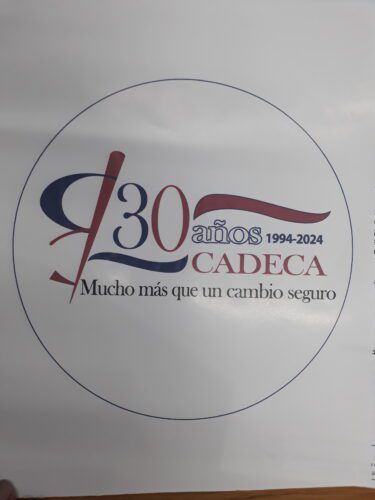 30 años 1994-2024
CADECA
Mucho más que un cambio seguro